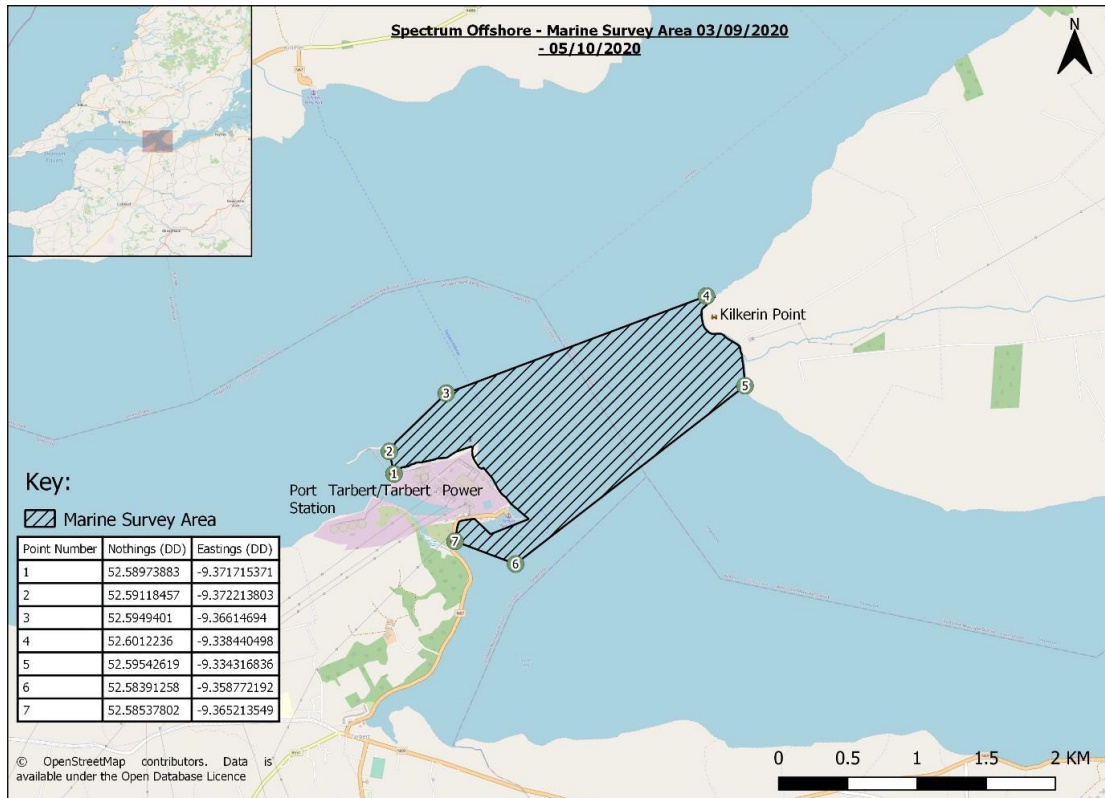 Spectrum Offshore - Marine Survey Area 03/09/2020
- 05/10/2020
N
4
Kilkerin Point
5
3
2
1
Port Tarbert/Tarbert Power
Station
7
6
Key:
Marine Survey Area
Point Number Nothings (DD) Eastings (DD)
1 52.58973883 -9.371715371
2 52.59118457 -9.372213803
3 52.5949401 -9.36614694
4 52.6012236 -9.338440498
5 52.59542619 -9.334316836
6 52.58391258 -9.358772192
7 52.58537802 -9.365213549
Tarbert
© OpenStreetMap contributors. Data is
available under the Open Database Licence
0 0.5 1 1.5 2 KM